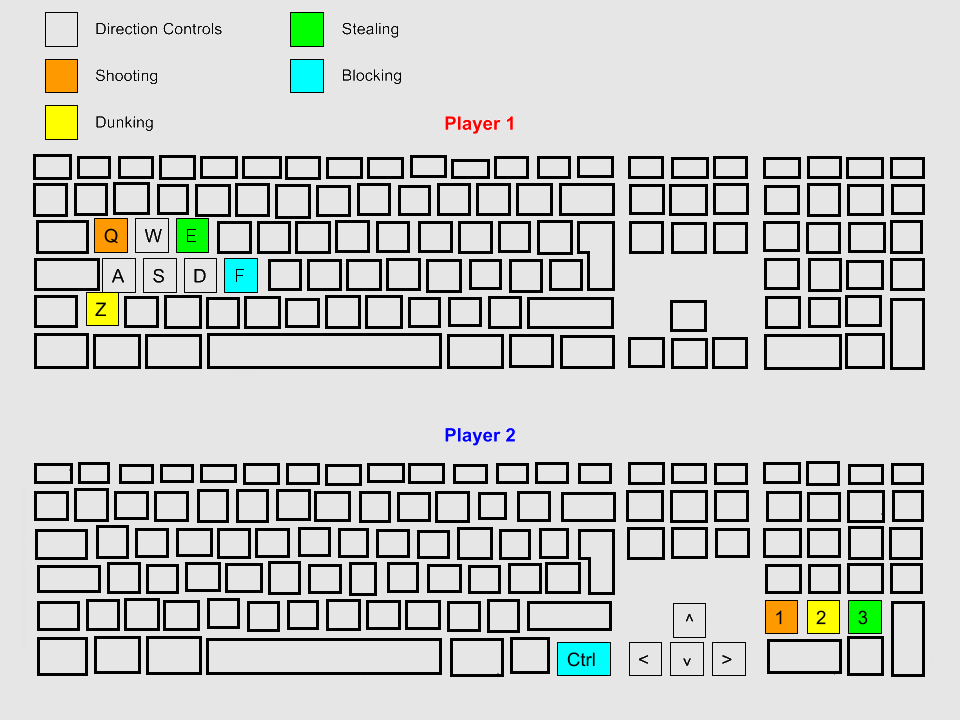 Direction Controls
Stealing
Shooting
Blocking
Dunking
Player 1
Q W E
A S D F
Z
Player 2
^ 1 2 3
Ctrl < v >